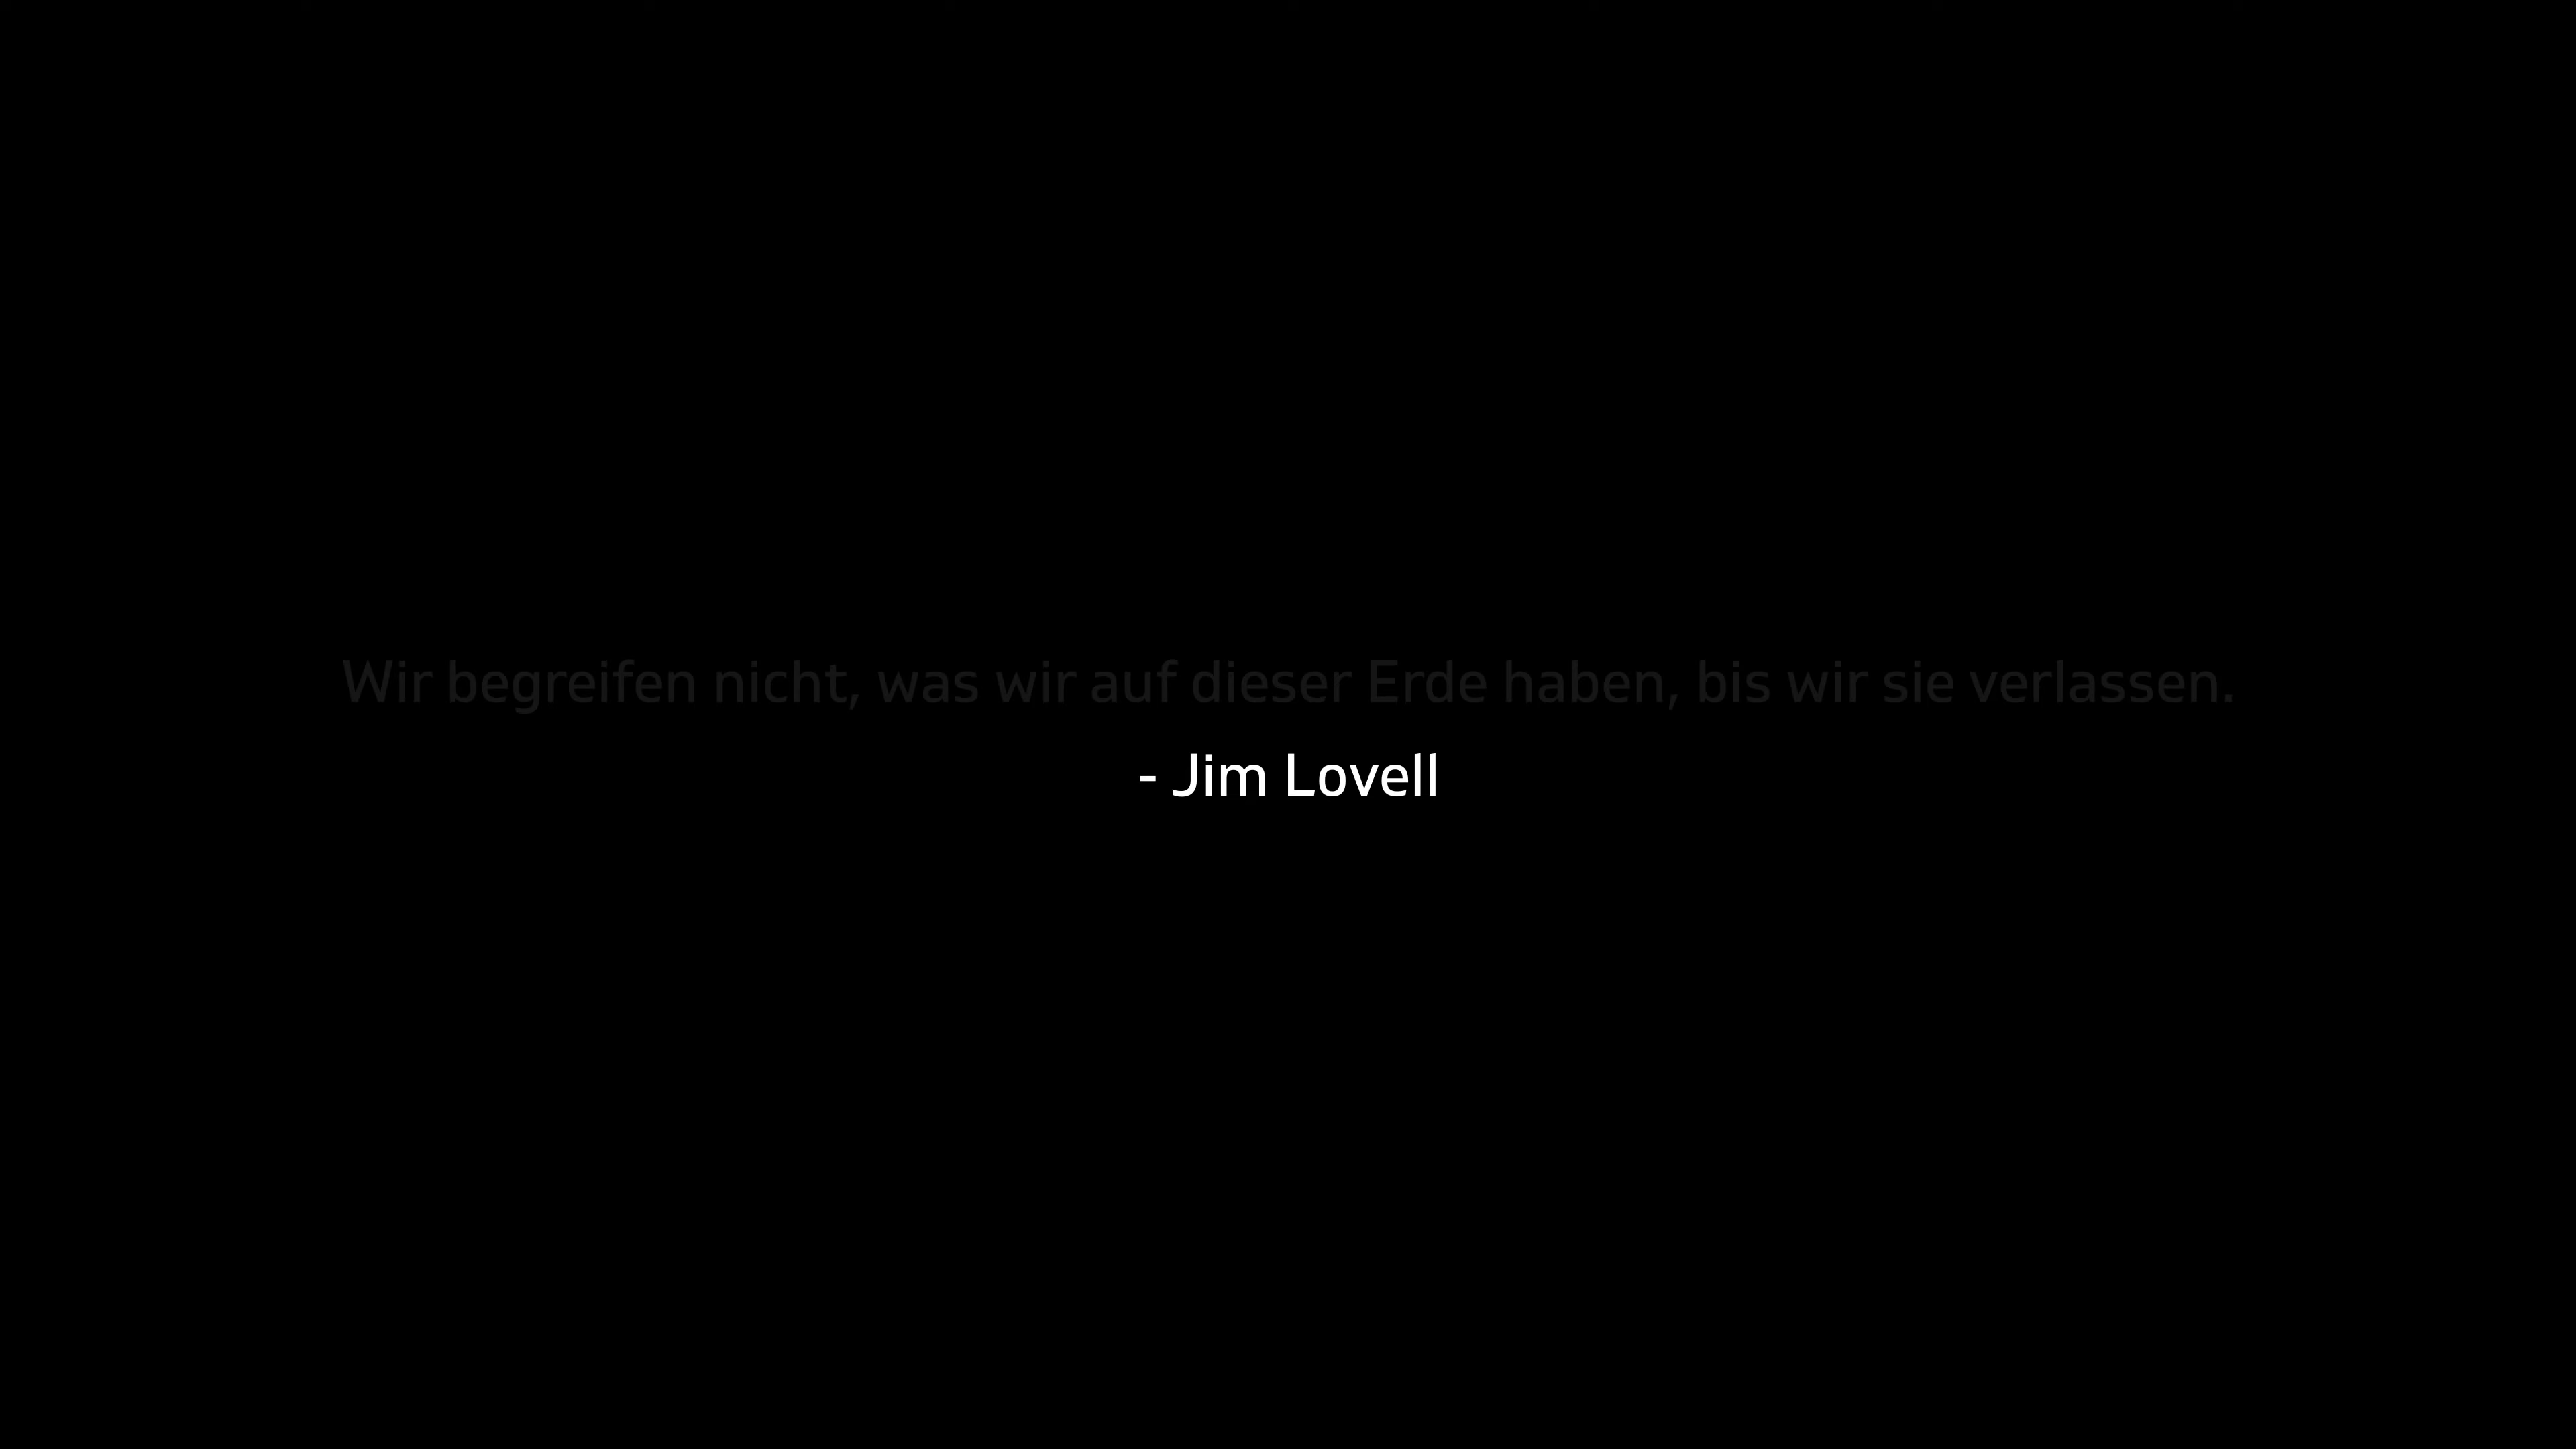 Wir begreifen nicht, was wir auf dieser Erde haben, bis wir sie verlassen.
- Jim Lovell